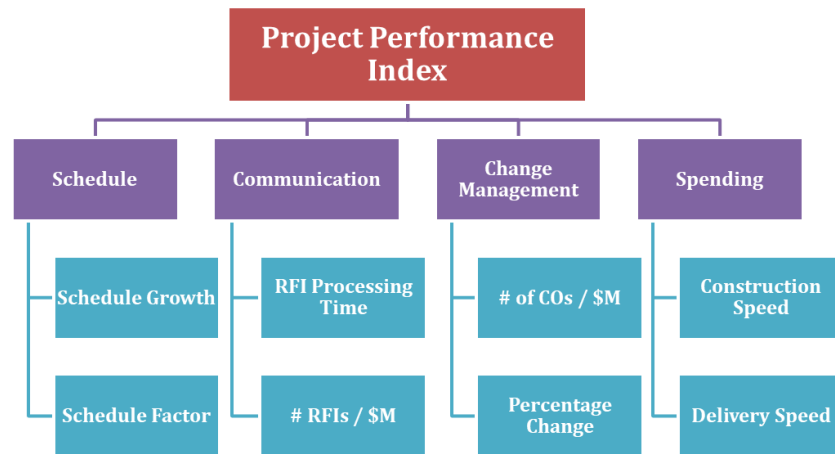 Project Performance
Index
Schedule
Communication
Change
Management
Spending
Schedule Growth
RFI Processing
Time
# of COs / $M
Construction
Speed
Schedule Factor
# RFIs / $M
Percentage
Change
Delivery Speed